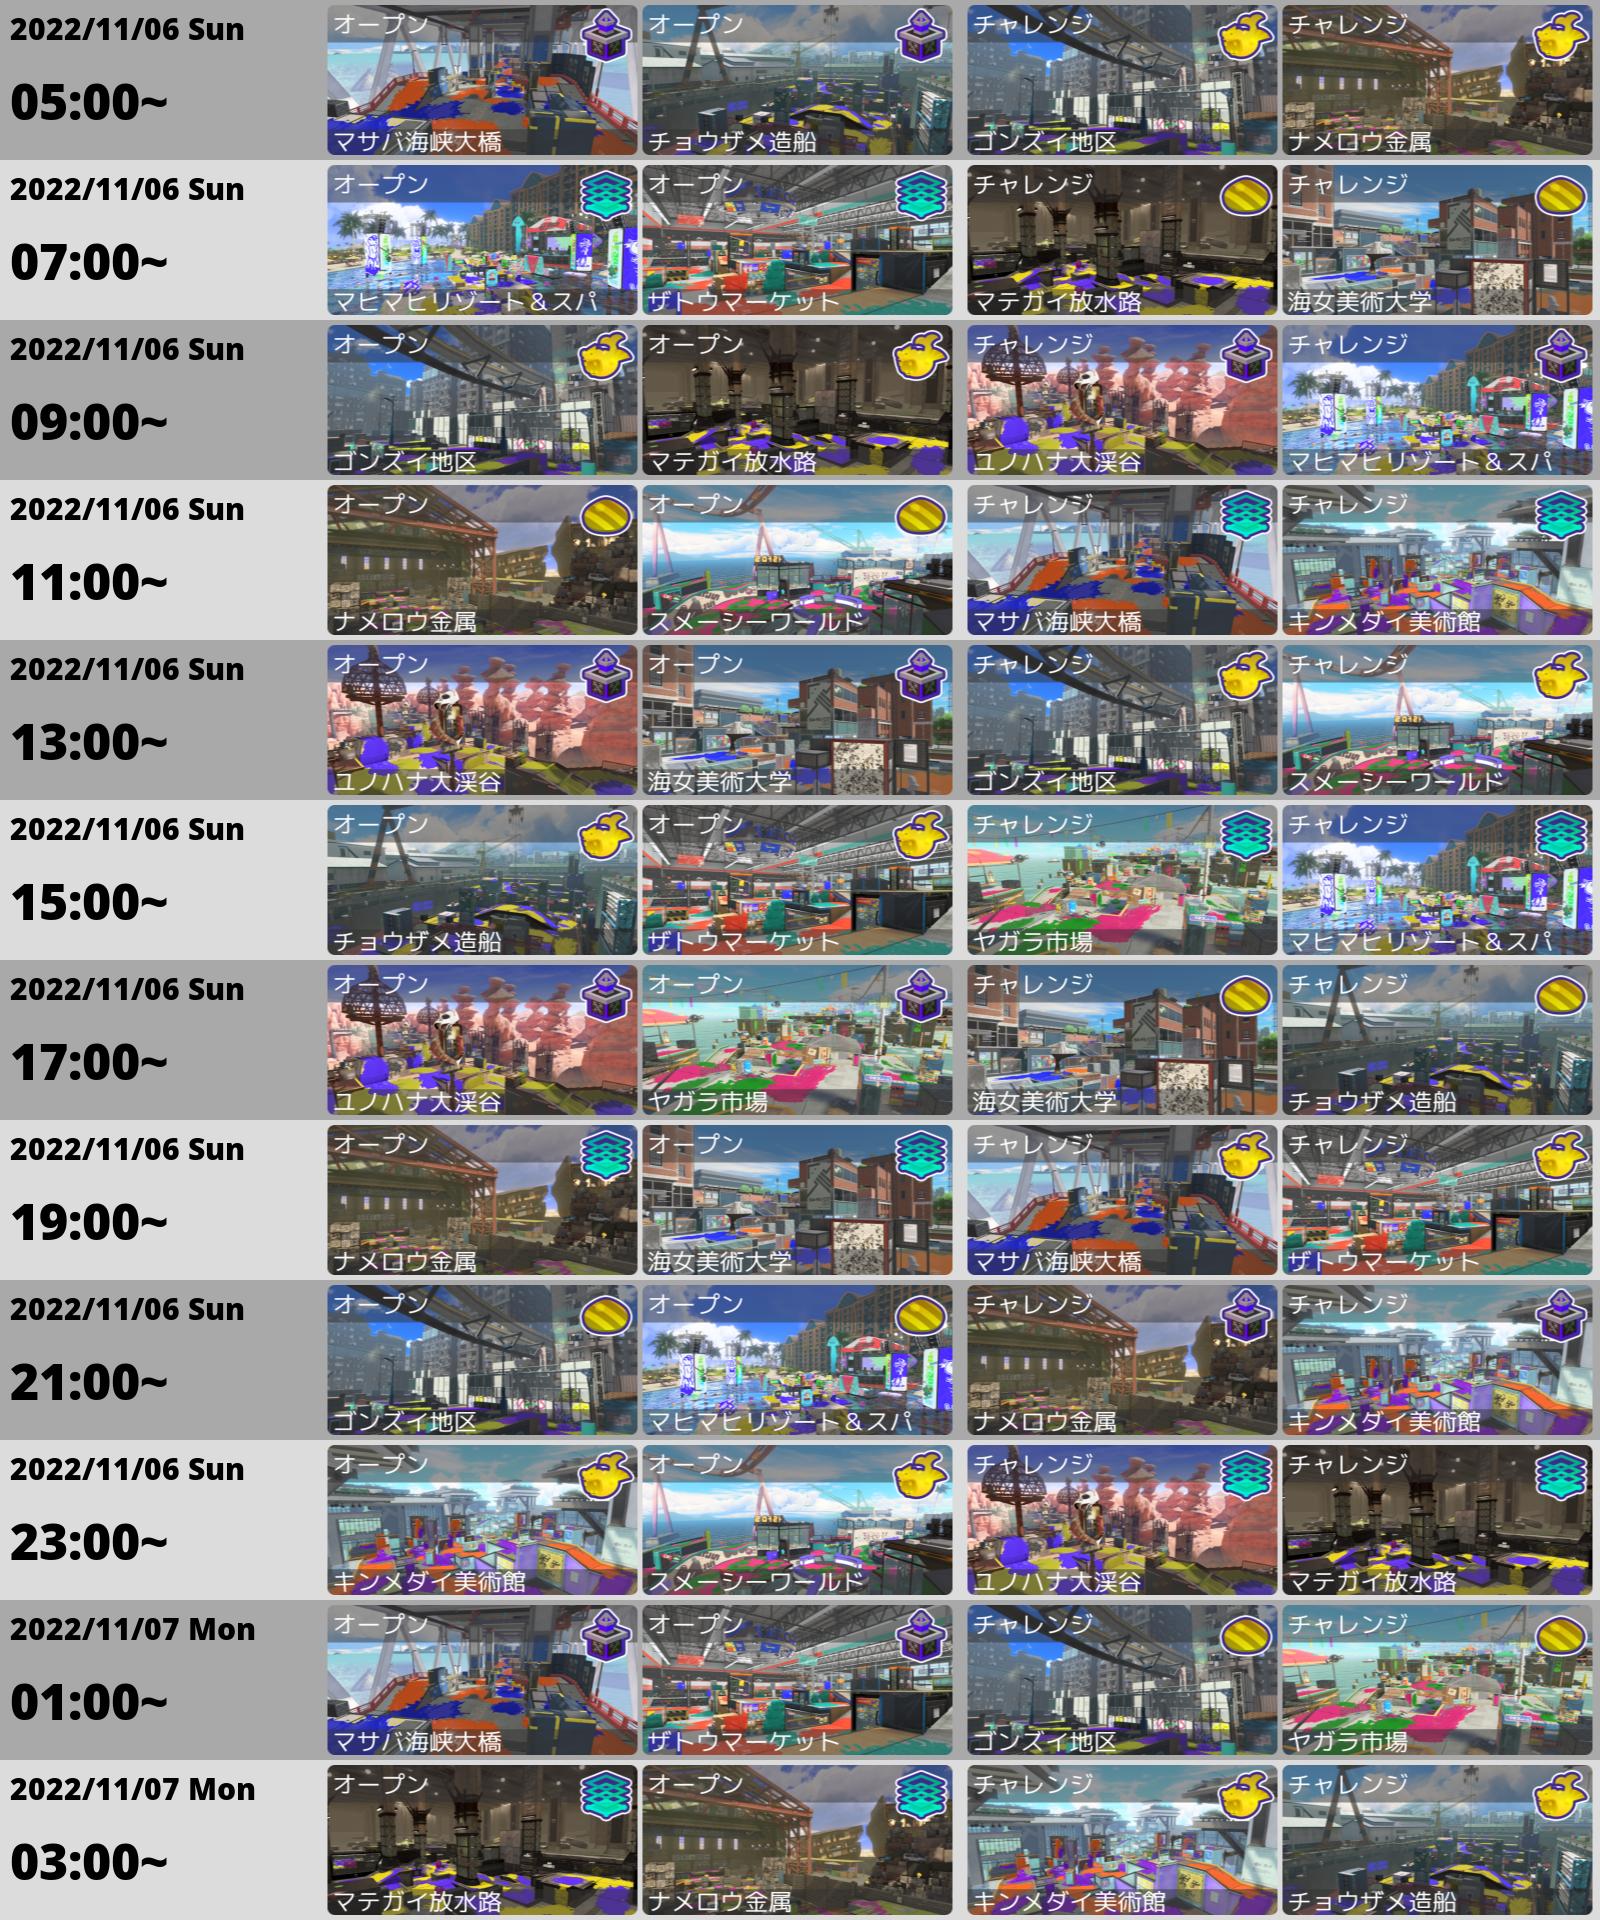 2022/11/06 Sun
05:00~
オープン
マサバ海峡大橋
オープン
チョウザメ造船
チャレンジ
ゴンズイ地区
チャレンジ
ナメロウ金属
2022/11/06 Sun
07:00~
オープン
マヒマヒリゾート＆スパ
オープン
ザトウマーケット
チャレンジ
マテガイ放水路
チャレンジ
海女美術大学
2022/11/06 Sun
09:00~
オープン
ゴンズイ地区
オープン
マテガイ放水路
チャレンジ
ユノハナ大渓谷
チャレンジ
マヒマヒリゾート＆スパ
2022/11/06 Sun
11:00~
オープン
ナメロウ金属
オープン
スメーシーワールド
チャレンジ
マサバ海峡大橋
チャレンジ
キンメダイ美術館
2022/11/06 Sun
13:00~
オープン
ユノハナ大渓谷
オープン
海女美術大学
チャレンジ
ゴンズイ地区
チャレンジ
スメーシーワールド
2022/11/06 Sun
15:00~
オープン
チョウザメ造船
オープン
ザトウマーケット
チャレンジ
ヤガラ市場
チャレンジ
マヒマヒリゾート＆スパ
2022/11/06 Sun
17:00~
オープン
ユノハナ大渓谷
オープン
ヤガラ市場
チャレンジ
海女美術大学
チャレンジ
チョウザメ造船
2022/11/06 Sun
19:00~
オープン
ナメロウ金属
オープン
海女美術大学
チャレンジ
マサバ海峡大橋
チャレンジ
ザトウマーケット
2022/11/06 Sun
21:00~
オープン
ゴンズイ地区
オープン
マヒマヒリゾート＆スパ
チャレンジ
ナメロウ金属
チャレンジ
キンメダイ美術館
2022/11/06 Sun
23:00~
オープン
キンメダイ美術館
オープン
スメーシーワールド
チャレンジ
ユノハナ大渓谷
チャレンジ
マテガイ放水路
2022/11/07 Mon
01:00~
オープン
マサバ海峡大橋
オープン
ザトウマーケット
チャレンジ
ゴンズイ地区
チャレンジ
ヤガラ市場
2022/11/07 Mon
03:00~
オープン
マテガイ放水路
オープン
ナメロウ金属
チャレンジ
キンメダイ美術館
チャレンジ
チョウザメ造船